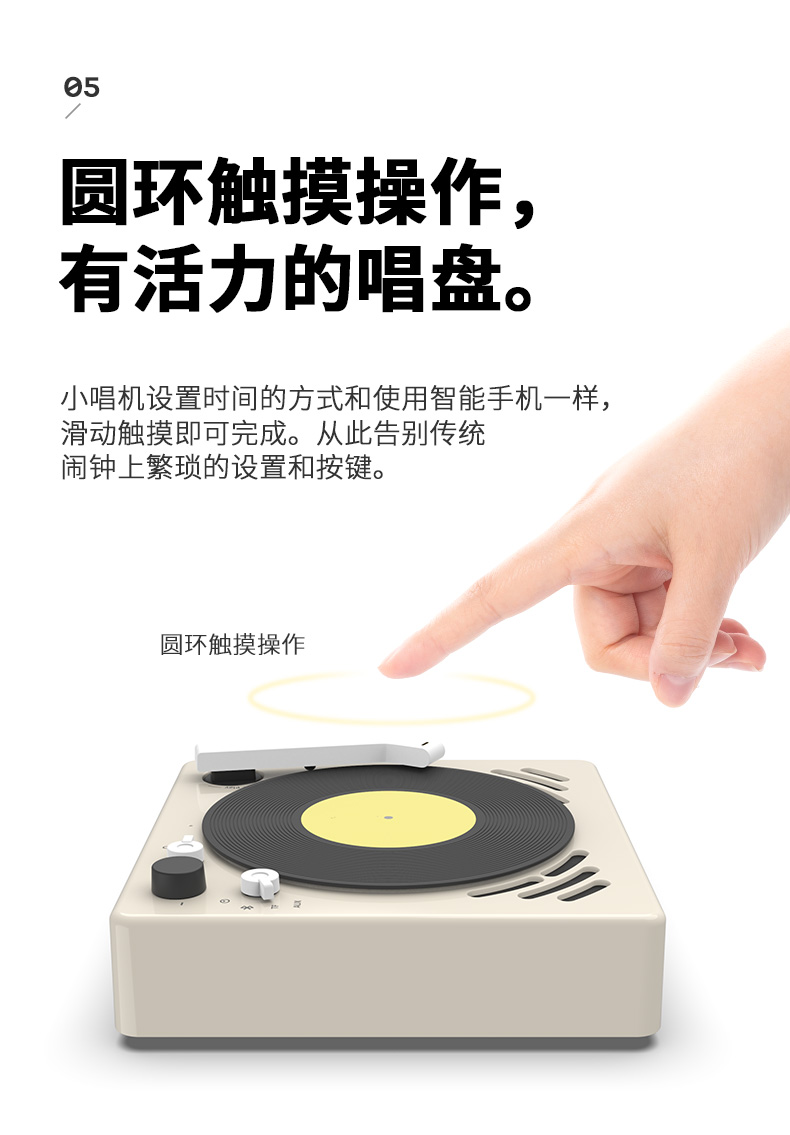 05
圆环触摸操作，
有活力的唱盘。
小唱机设置时间的方式和使用智能手机一样，
滑动触摸即可完成。从此告别传统
闹钟上繁琐的设置和按键。
圆环触摸操作
AUX